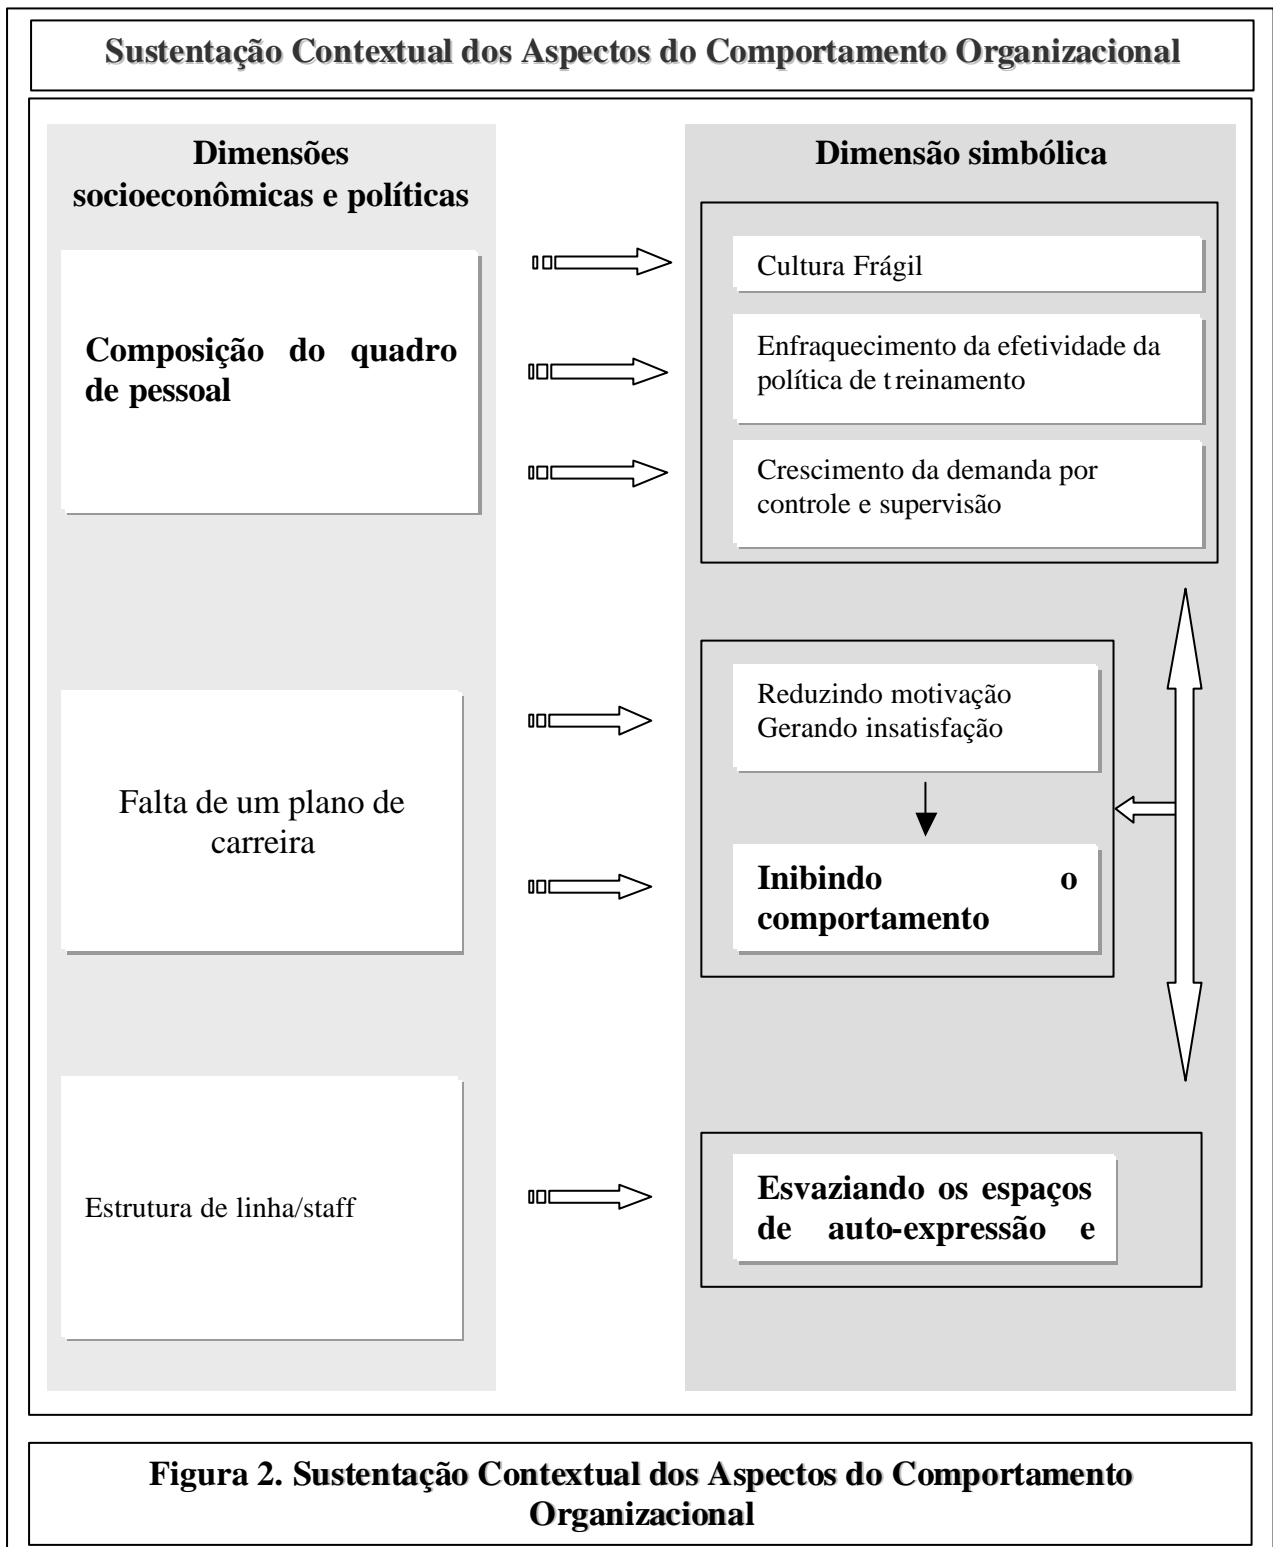 Sustentação Contextual dos Aspectos do Comportamento Organizacional
Dimensões
socioeconômicas e políticas
Composição do quadro
de pessoal
Falta de um plano de
carreira
Estrutura de linha/staff
Dimensão simbólica
Cultura Frágil
Enfraquecimento da efetividade da
política de treinamento
Crescimento da demanda por
controle e supervisão
Reduzindo motivação
Gerando insatisfação
Inibindo o
comportamento
Esvaziando os espaços
de auto-expressão e
Figura 2. Sustentação Contextual dos Aspectos do Comportamento
Organizacional